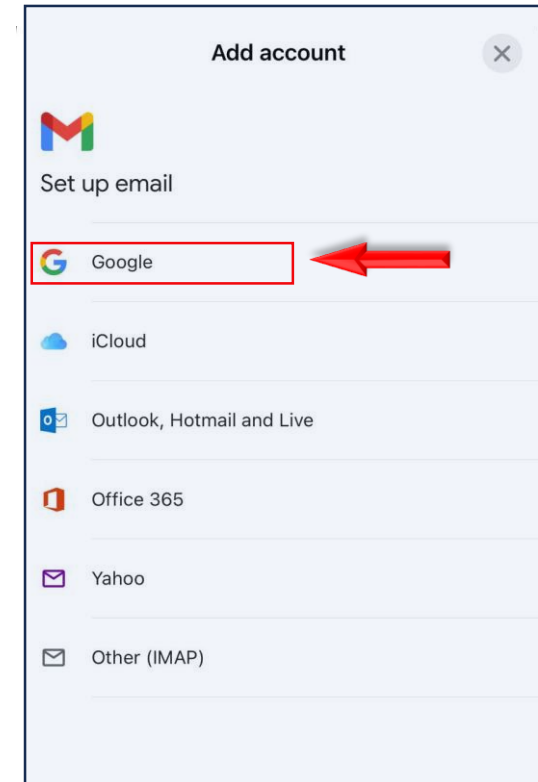 Add account
Set up email
Google
iCloud
Outlook, Hotmail and Live
Office 365
Yahoo
Other (IMAP)